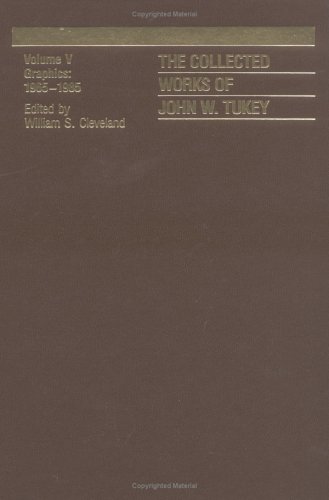 Volume V
Graphics:
1965–1985
Edited by
William S. Cleveland
THE COLLECTED
WORKS OF
JOHN W. TUKEY